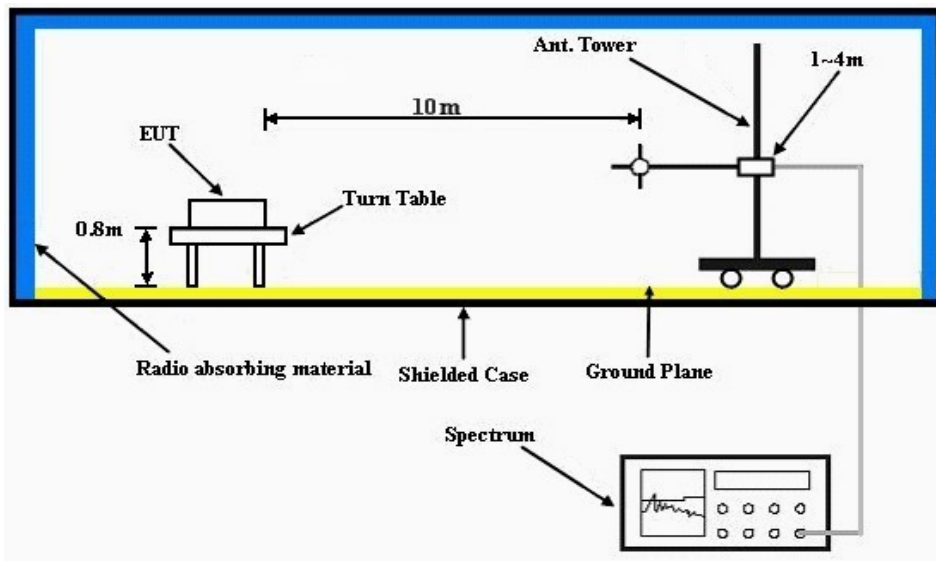 Ant. Tower
1~4m
10m
EUT
Turn Table
0.8m
Radio absorbing material
Shielded Case
Ground Plane
Spectrum